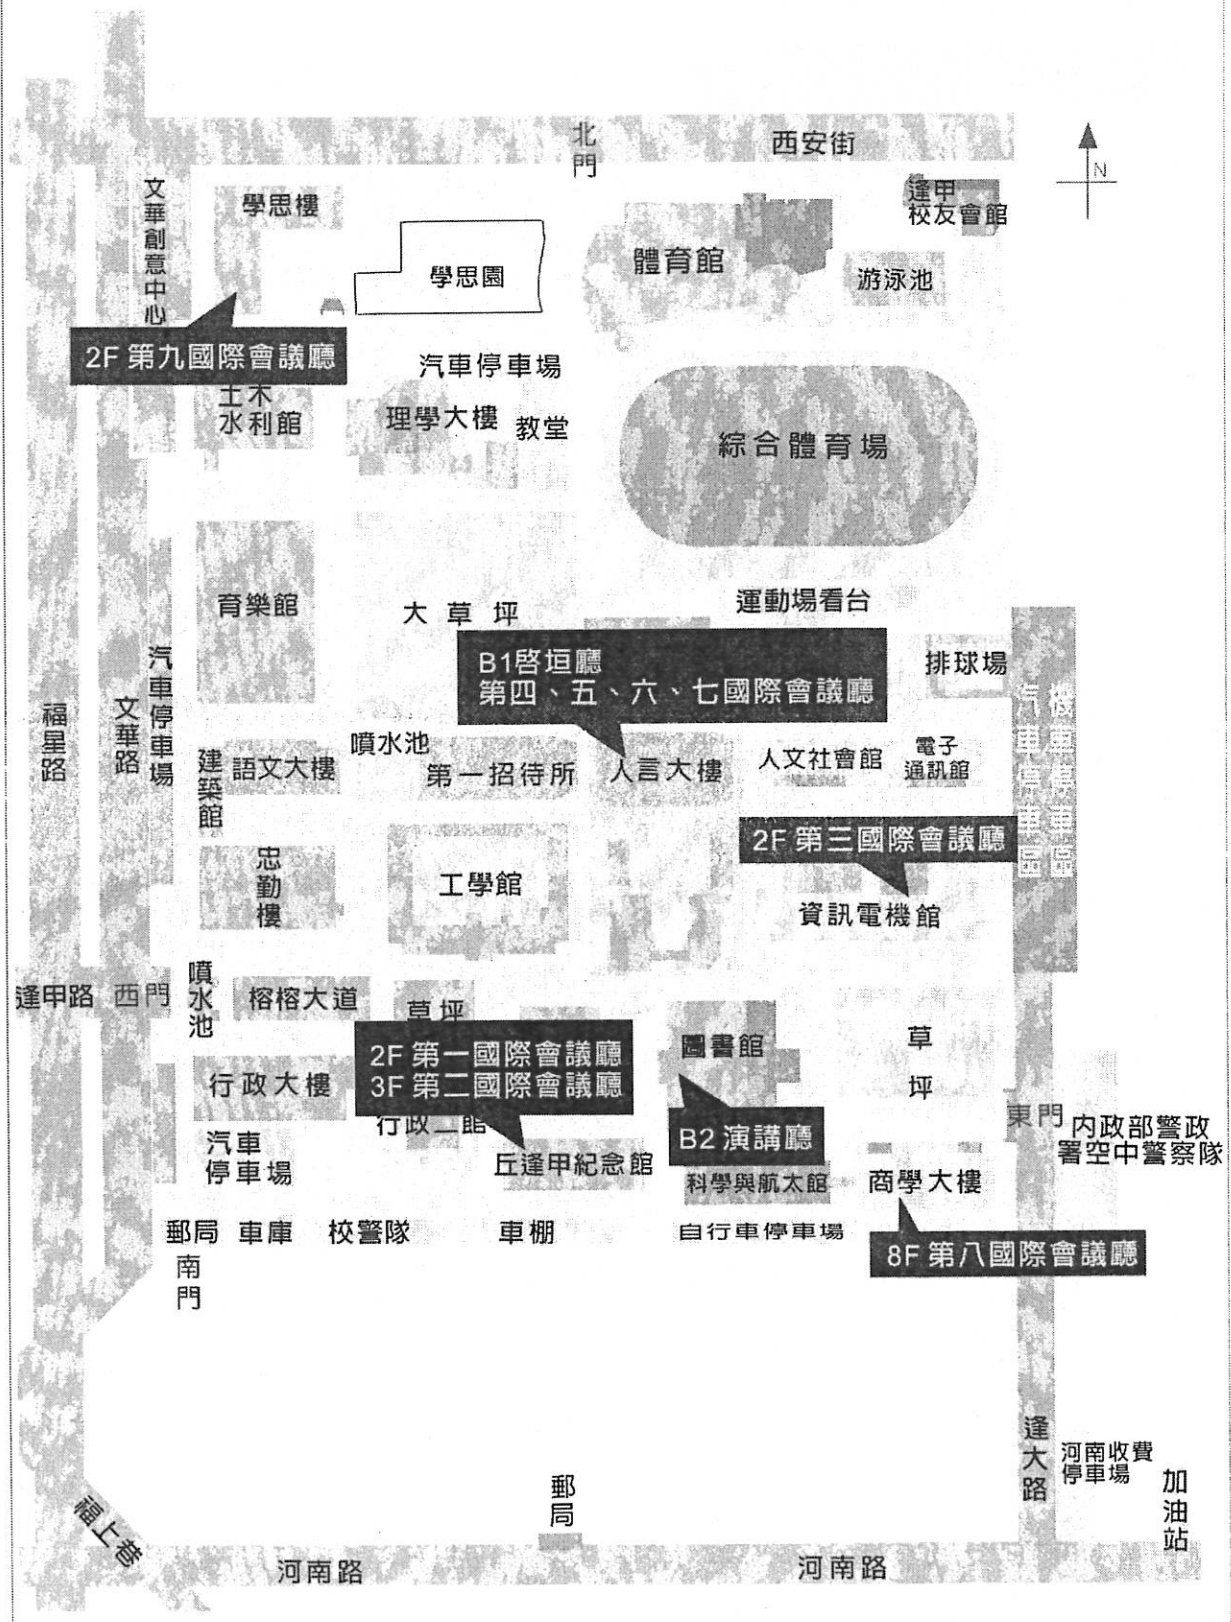 北門
西安街
N
文華創意中心
學思樓
逢甲
校友會館
學思園
體育館
游泳池
2F 第九國際會議廳
汽車停車場
土木
水利館
理學大樓
教堂
綜合體育場
育樂館
大草坪
運動場看台
B1啓垣廳
第四、五、六、七國際會議廳
排球場
福星路
文華路
汽車停車場
機車停車區
汽車停車區
建築館
語文大樓
噴水池
第一招待所
人言大樓
人文社會館
電子
通訊館
2F 第三國際會議廳
忠勤樓
工學館
資訊電機館
逢甲路
西門
噴水池
榕榕大道
草坪
圖書館
草坪
2F 第一國際會議廳
3F 第二國際會議廳
行政大樓
行政二館
B2 演講廳
東門
內政部警政
署空中警察隊
汽車
停車場
丘逢甲紀念館
科學與航太館
商學大樓
郵局
車庫
校警隊
車棚
自行車停車場
8F 第八國際會議廳
南門
逢大路
河南收費
停車場
加油站
郵局
福上巷
河南路
河南路